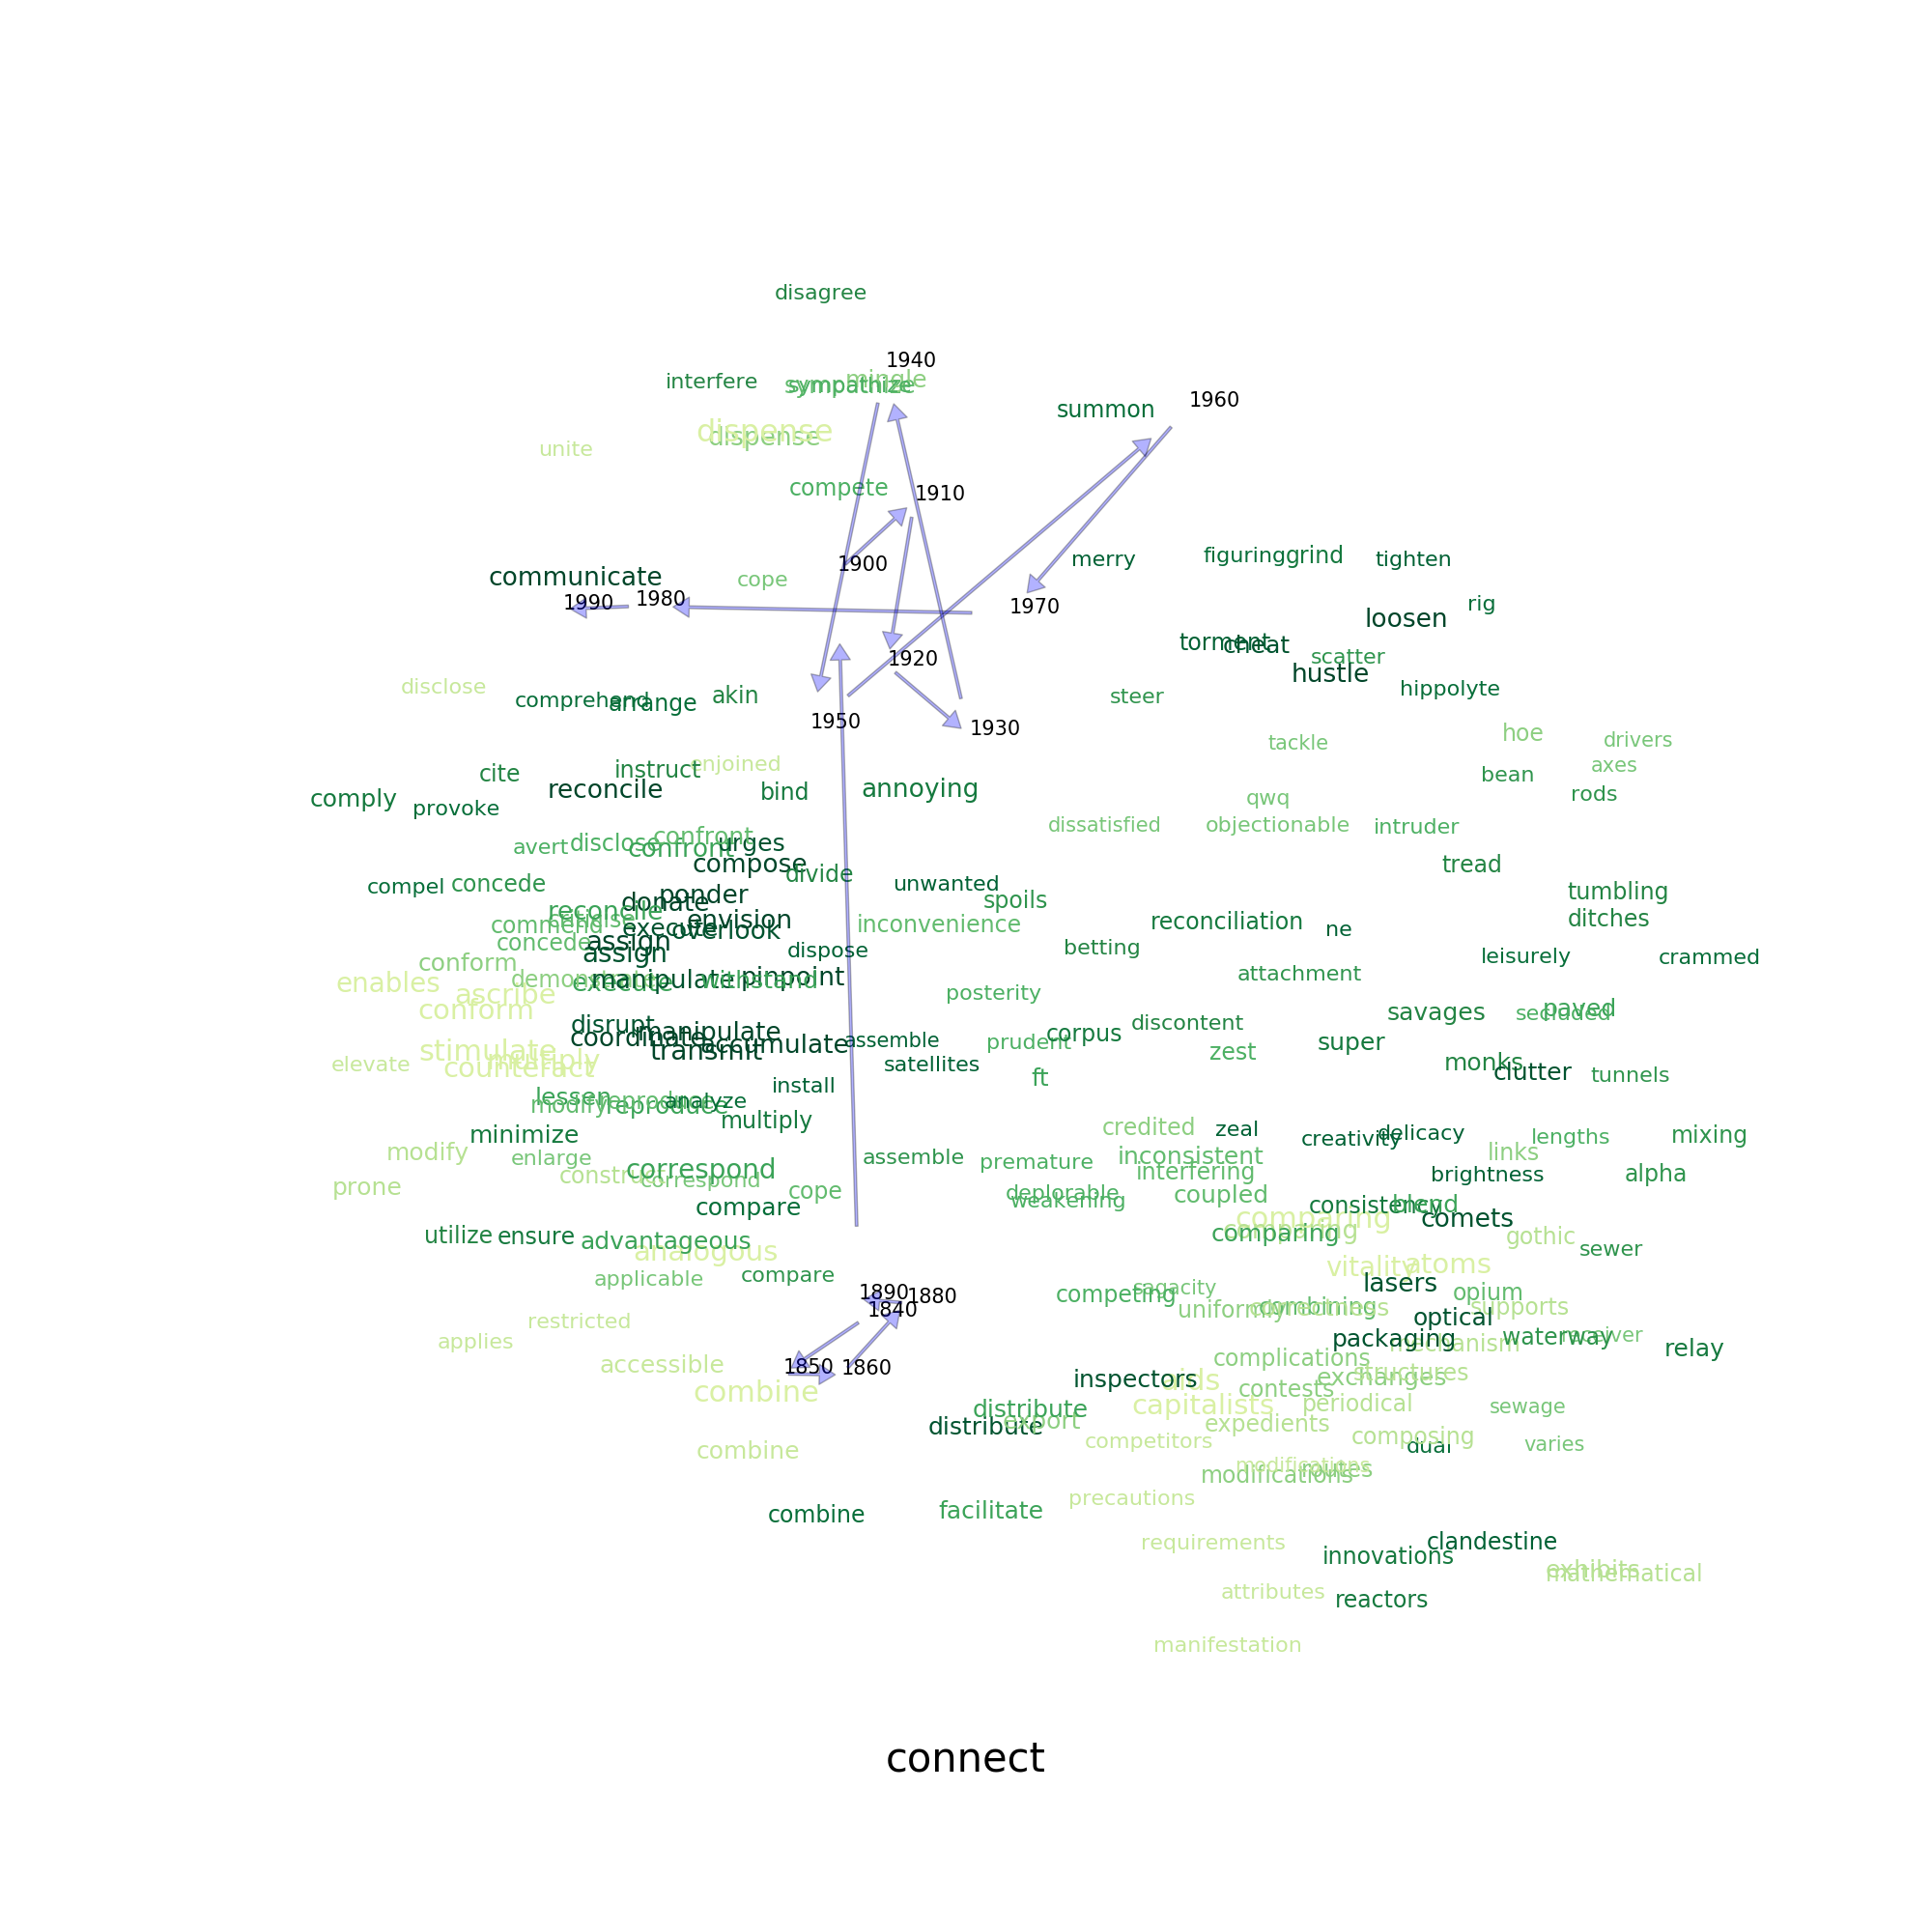 disagree
1940
interfere
sympathize
mingle
1960
summon
dispense
dispense
unite
compete
1910
merry
figuring
grind
tighten
1900
communicate
cope
1990
1980
1970
rig
loosen
torment
cheat
scatter
1920
hustle
disclose
hippolyte
comprehend
arrange
akin
steer
1950
1930
hoe
drivers
tackle
cite
instruct
enjoined
axes
bean
comply
reconcile
bind
annoying
qwq
rods
provoke
dissatisfied
objectionable
intruder
avert
disclose
confront
confront
urges
compose
divide
tread
compel
concede
ponder
unwanted
tumbling
donate
spoils
reconcile
commend
envision
execute
overlook
inconvenience
reconciliation
ne
ditches
concede
assign
assign
dispose
betting
leisurely
crammed
conform
enables
demonstrate
execute
manipulate
pinpoint
withstand
attachment
ascribe
posterity
conform
savages
secluded
paved
disrupt
coordinate
manipulate
accumulate
assemble
corpus
discontent
prudent
super
stimulate
multiply
transmit
zest
elevate
counteract
satellites
ft
monks
clutter
tunnels
install
lessen
modify
reproduce
reproduce
analyze
multiply
credited
zeal
creativity
delicacy
lengths
mixing
minimize
modify
enlarge
assemble
premature
inconsistent
links
correspond
correspond
construct
interfering
brightness
alpha
prone
cope
deplorable
weakening
coupled
compare
consistency
blend
comets
comparing
comparing
comparing
utilize
ensure
advantageous
analogous
gothic
sewer
applicable
compare
vitality
atoms
1890
1880
1840
competing
sagacity
lasers
opium
uniformly
combining
supports
restricted
optical
applies
packaging
mechanism
waterway
receiver
relay
accessible
1850
1860
complications
structures
exchanges
combine
inspectors
aids
contests
capitalists
periodical
distribute
distribute
export
expedients
sewage
combine
competitors
composing
dual
varies
modifications
modifications
routes
combine
facilitate
precautions
requirements
clandestine
innovations
exhibits
mathematical
attributes
reactors
manifestation
connect